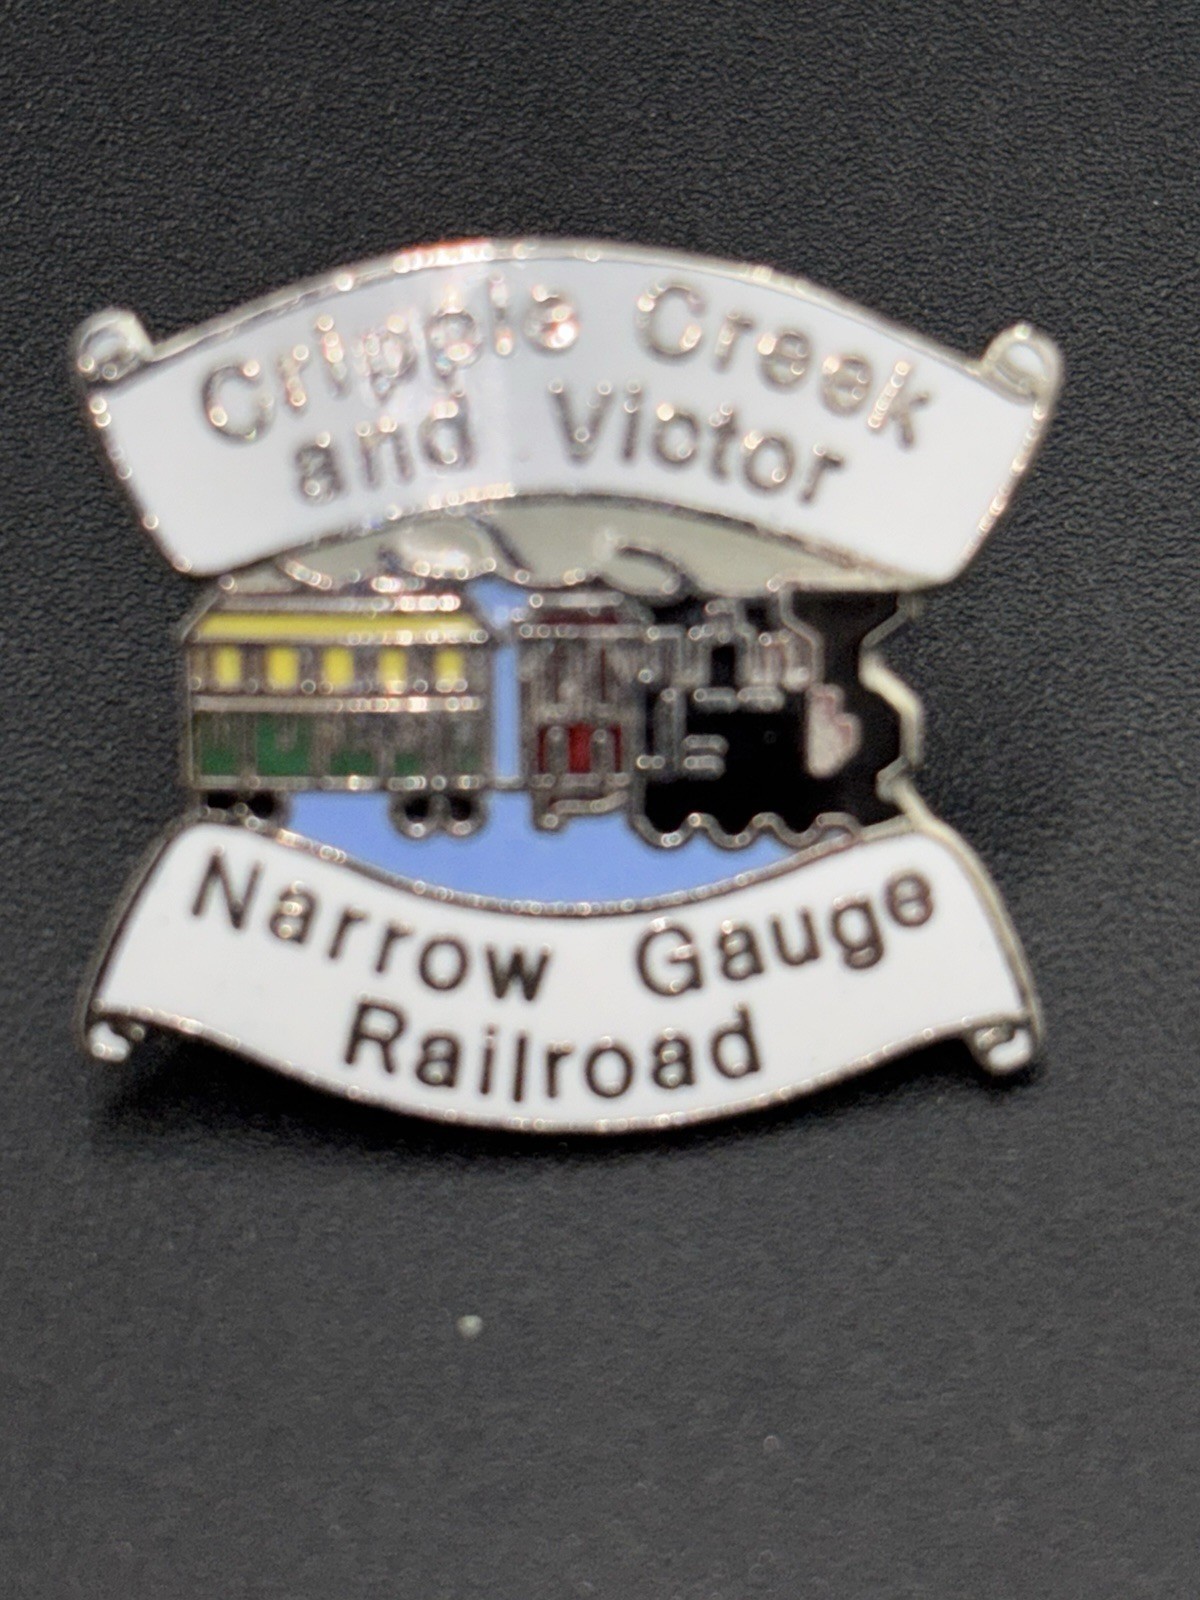 Cripple Creek
and Victor
Narrow Gauge
Railroad